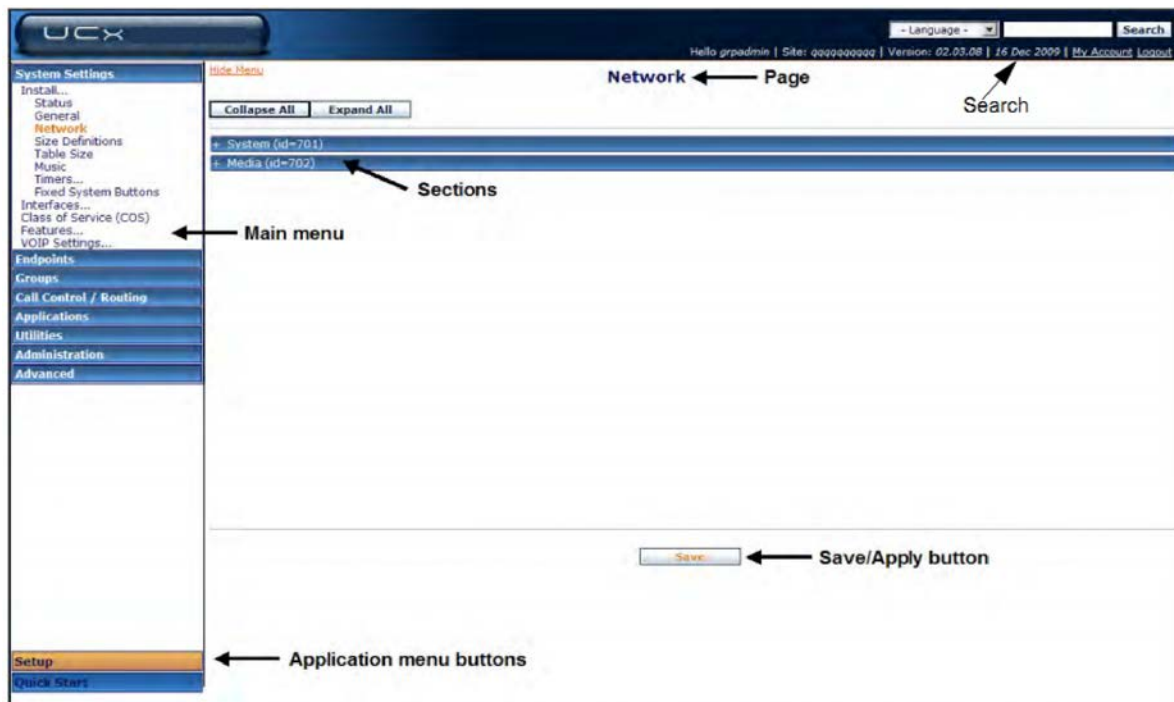 UCX
- Language -
Search
Hello grpadmin | Site: qqqqqqqqqq | Version: 02.03.08 | 16 Dec 2009 | My Account Logout
System Settings
Install...
Status
General
Network
Size Definitions
Table Size
Music
Timers...
Fixed System Buttons
Interfaces...
Class of Service (COS)
Features...
VOIP Settings...
Endpoints
Groups
Call Control / Routing
Applications
Utilities
Administration
Advanced
Setup
Quick Start
Hide Menu
Network
Page
Search
Collapse All
Expand All
+ System (id=701)
+ Media (id=702)
Sections
Main menu
Save
Save/Apply button
Application menu buttons